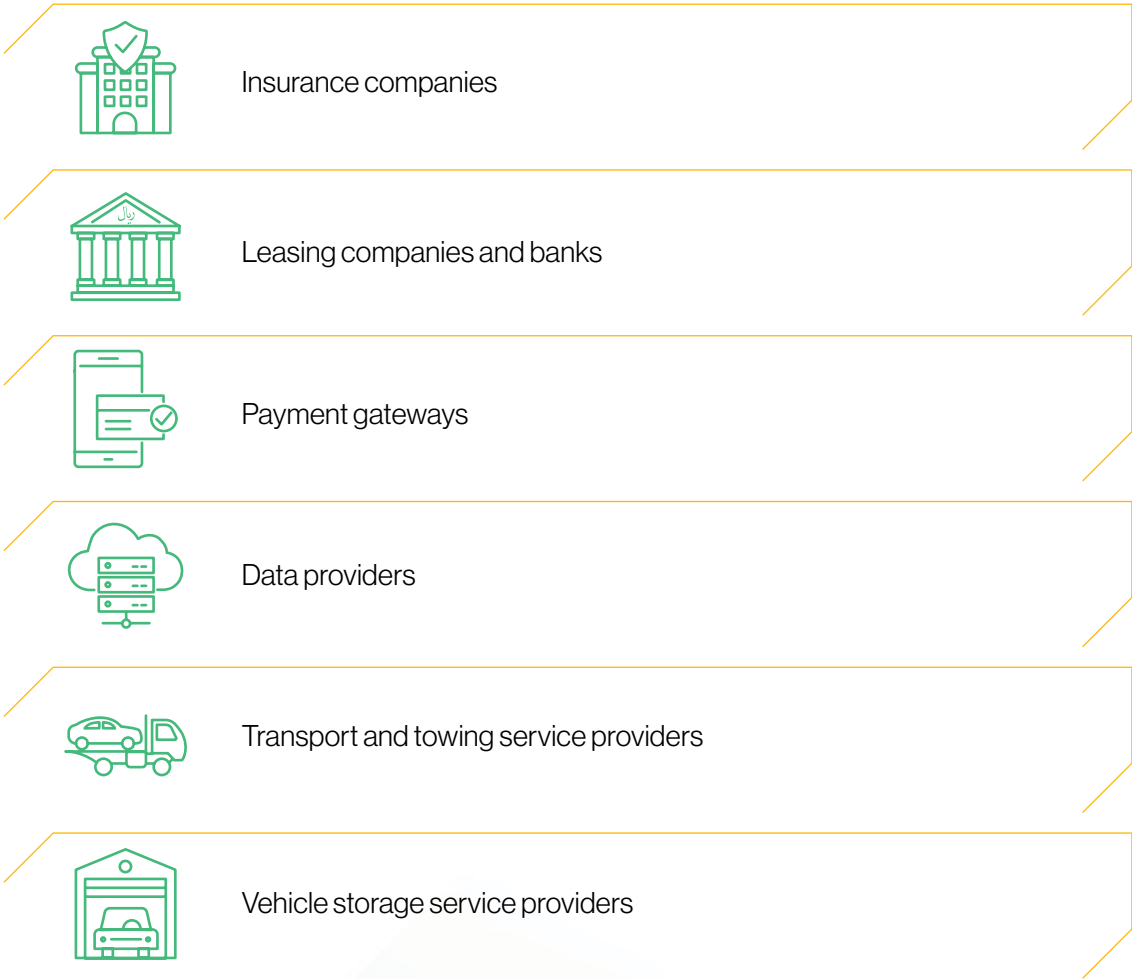 Insurance companies
ريال
Leasing companies and banks
Payment gateways
Data providers
Transport and towing service providers
Vehicle storage service providers